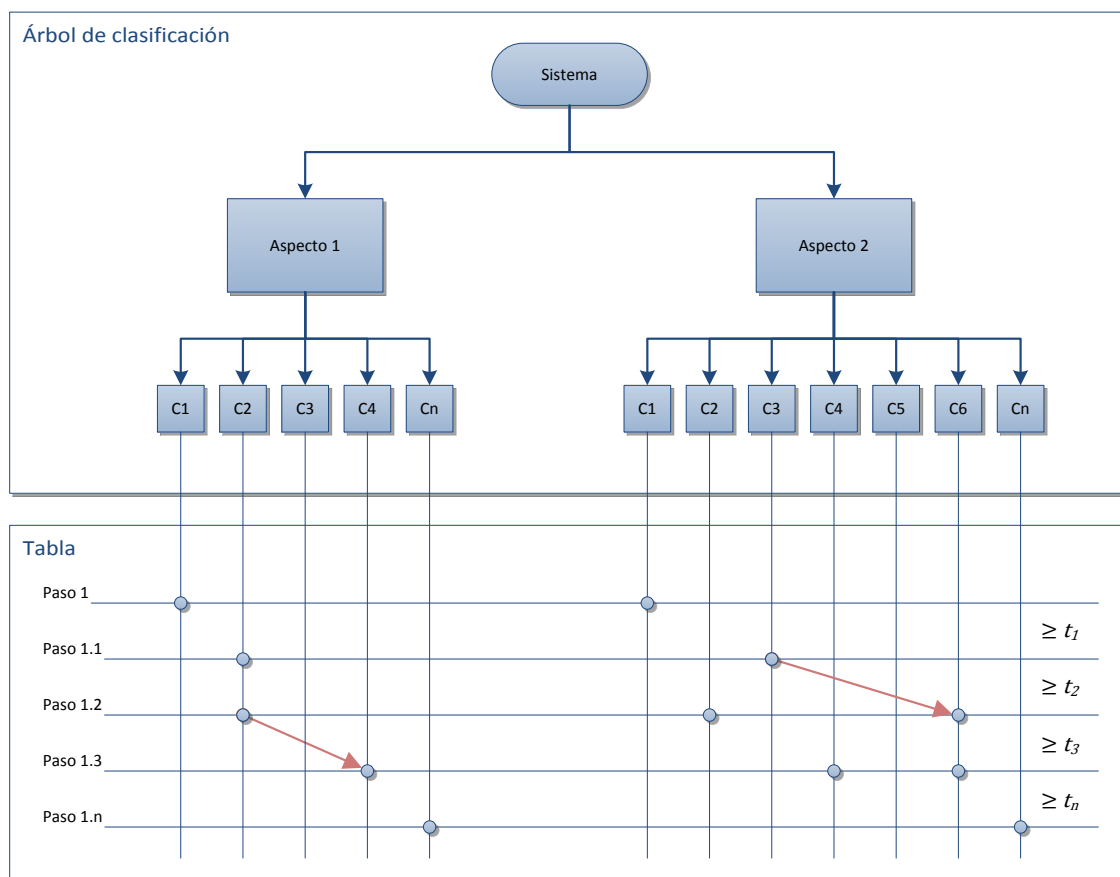 Árbol de clasificación
Sistema
Aspecto 1
Aspecto 2
C1 C2 C3 C4 Cn C1 C2 C3 C4 C5 C6 Cn
Tabla
Paso 1
≥ t1
Paso 1.1
≥ t2
Paso 1.2
≥ t3
Paso 1.3
≥ tn
Paso 1.n